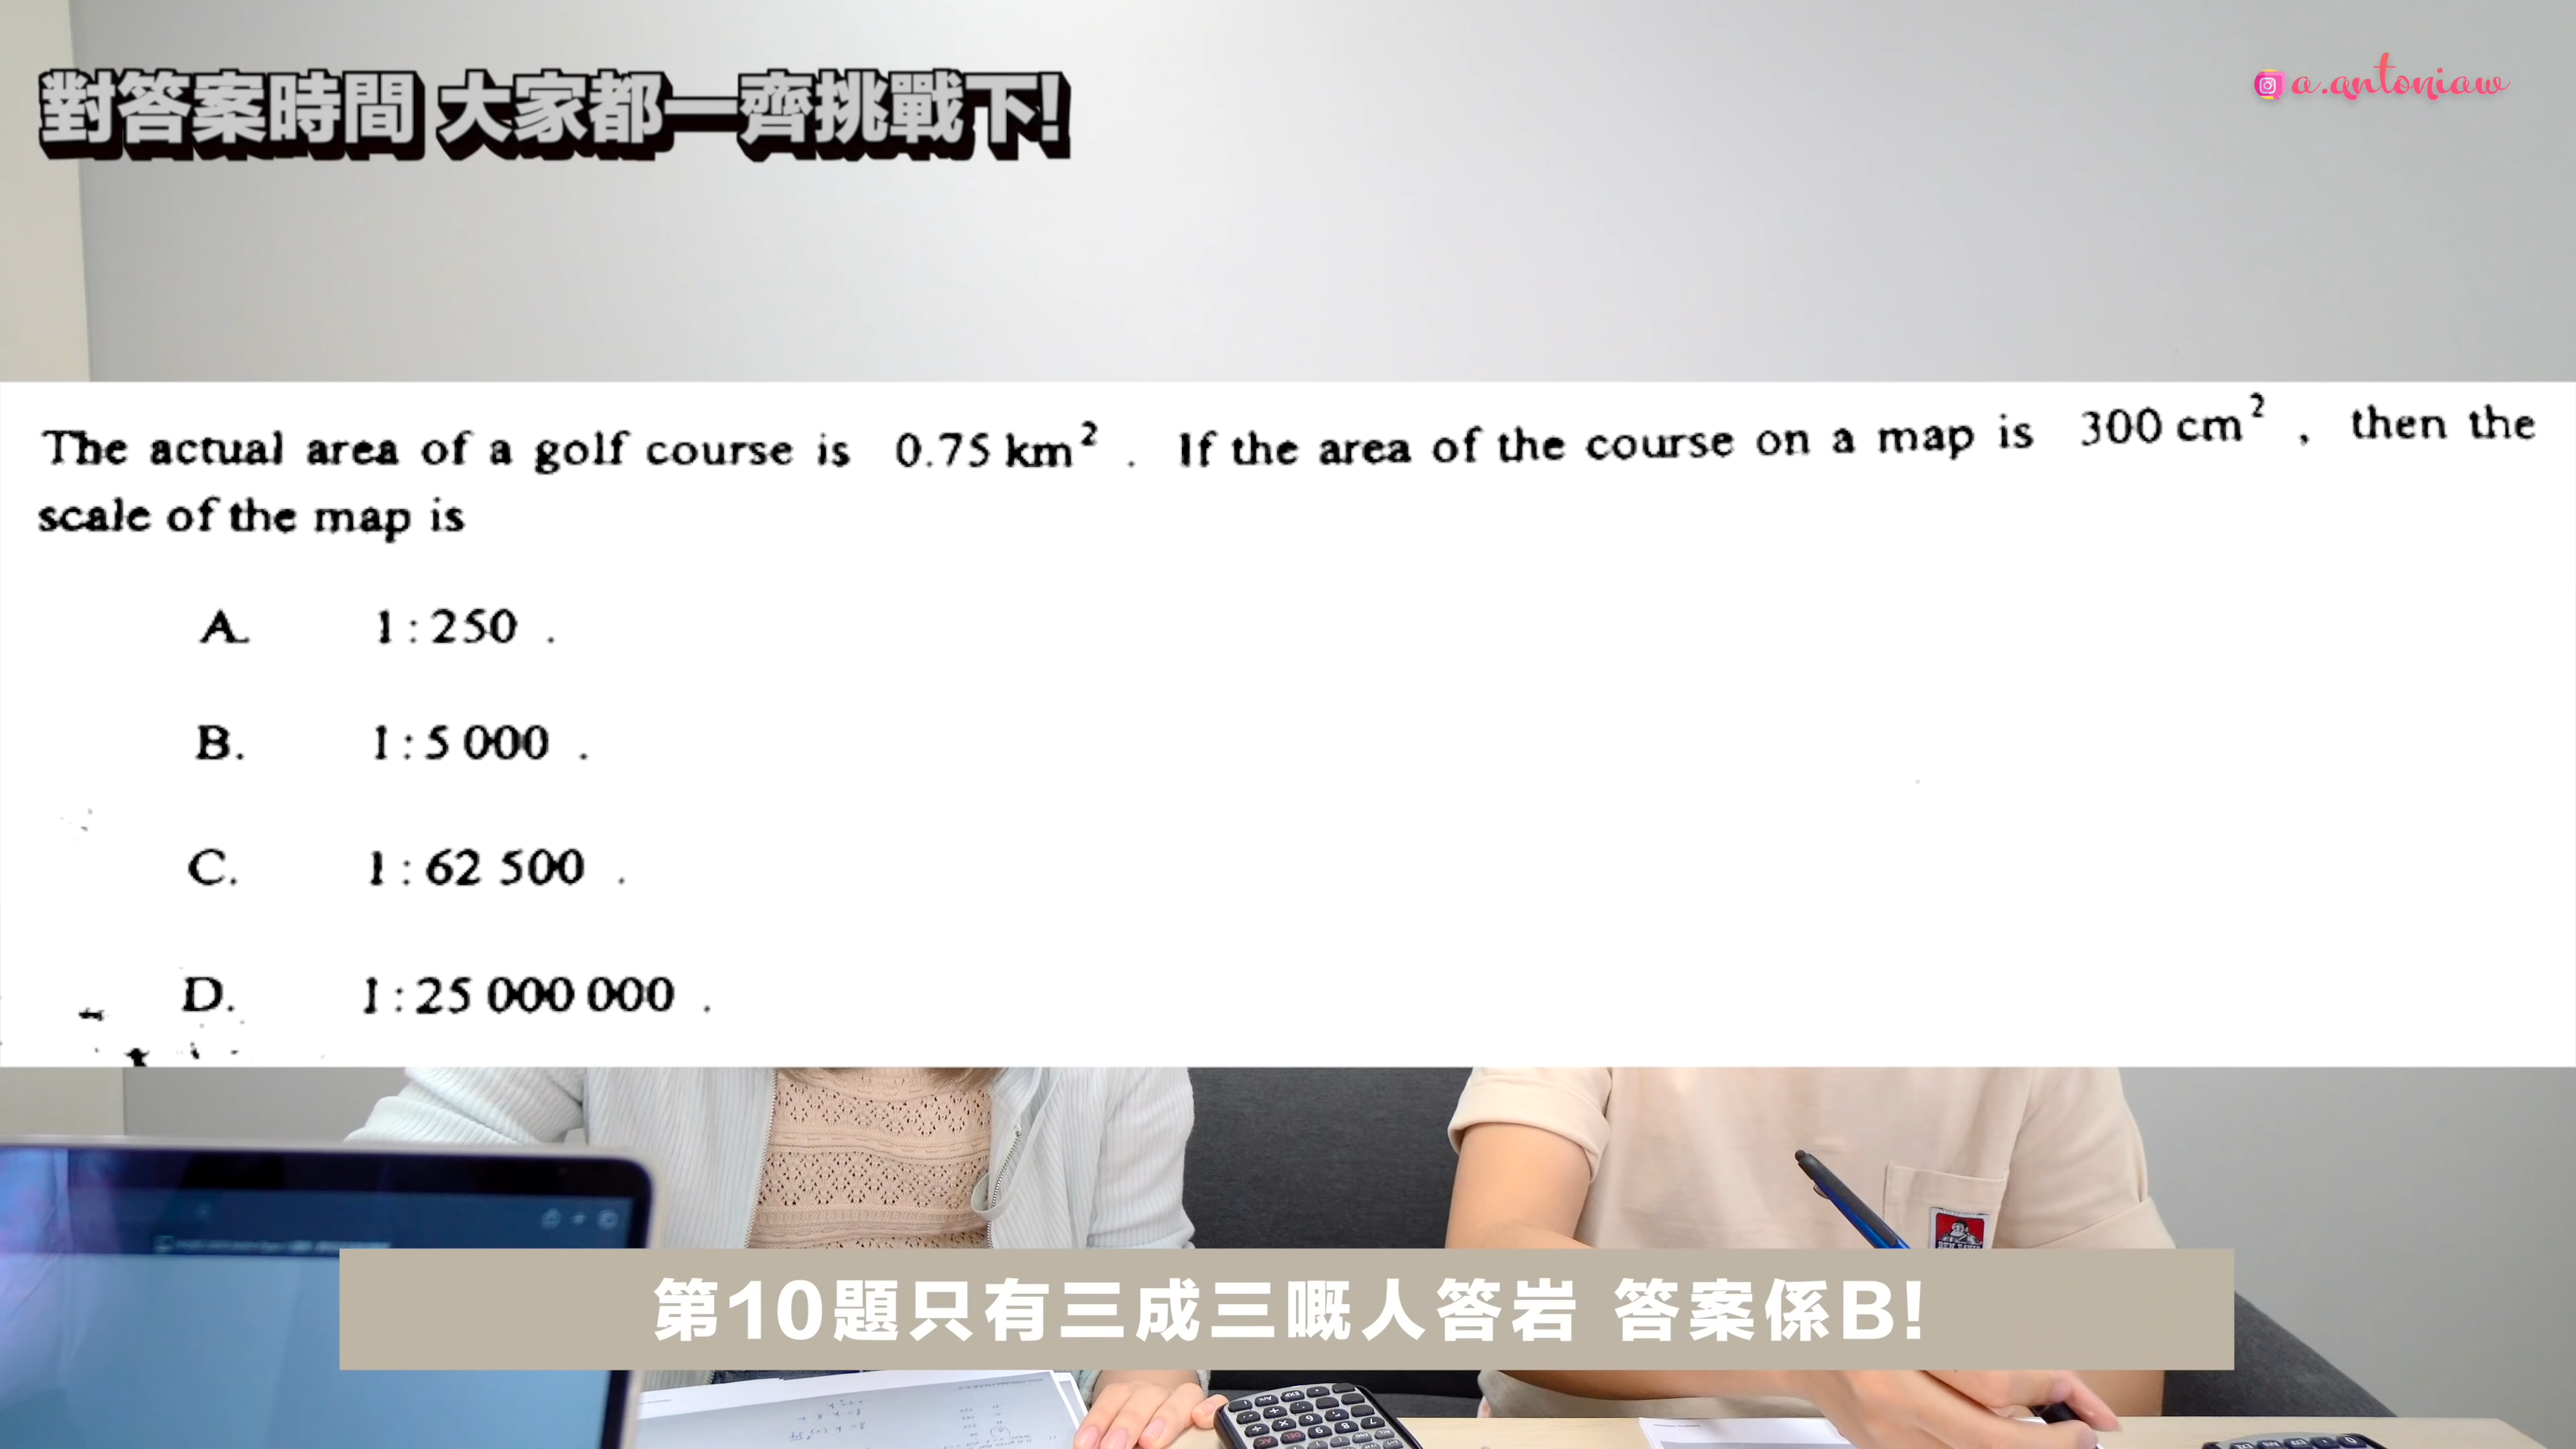 對答案時間 大家都一齊挑戰下!
a.antoniaw
The actual area of a golf course is 0.75 km². If the area of the course on a map is 300 cm², then the
scale of the map is
A. 1 : 250 .
B. 1 : 5 000 .
C. 1 : 62 500 .
D. 1 : 25 000 000 .
第10題只有三成三嘅人答岩 答案係B!